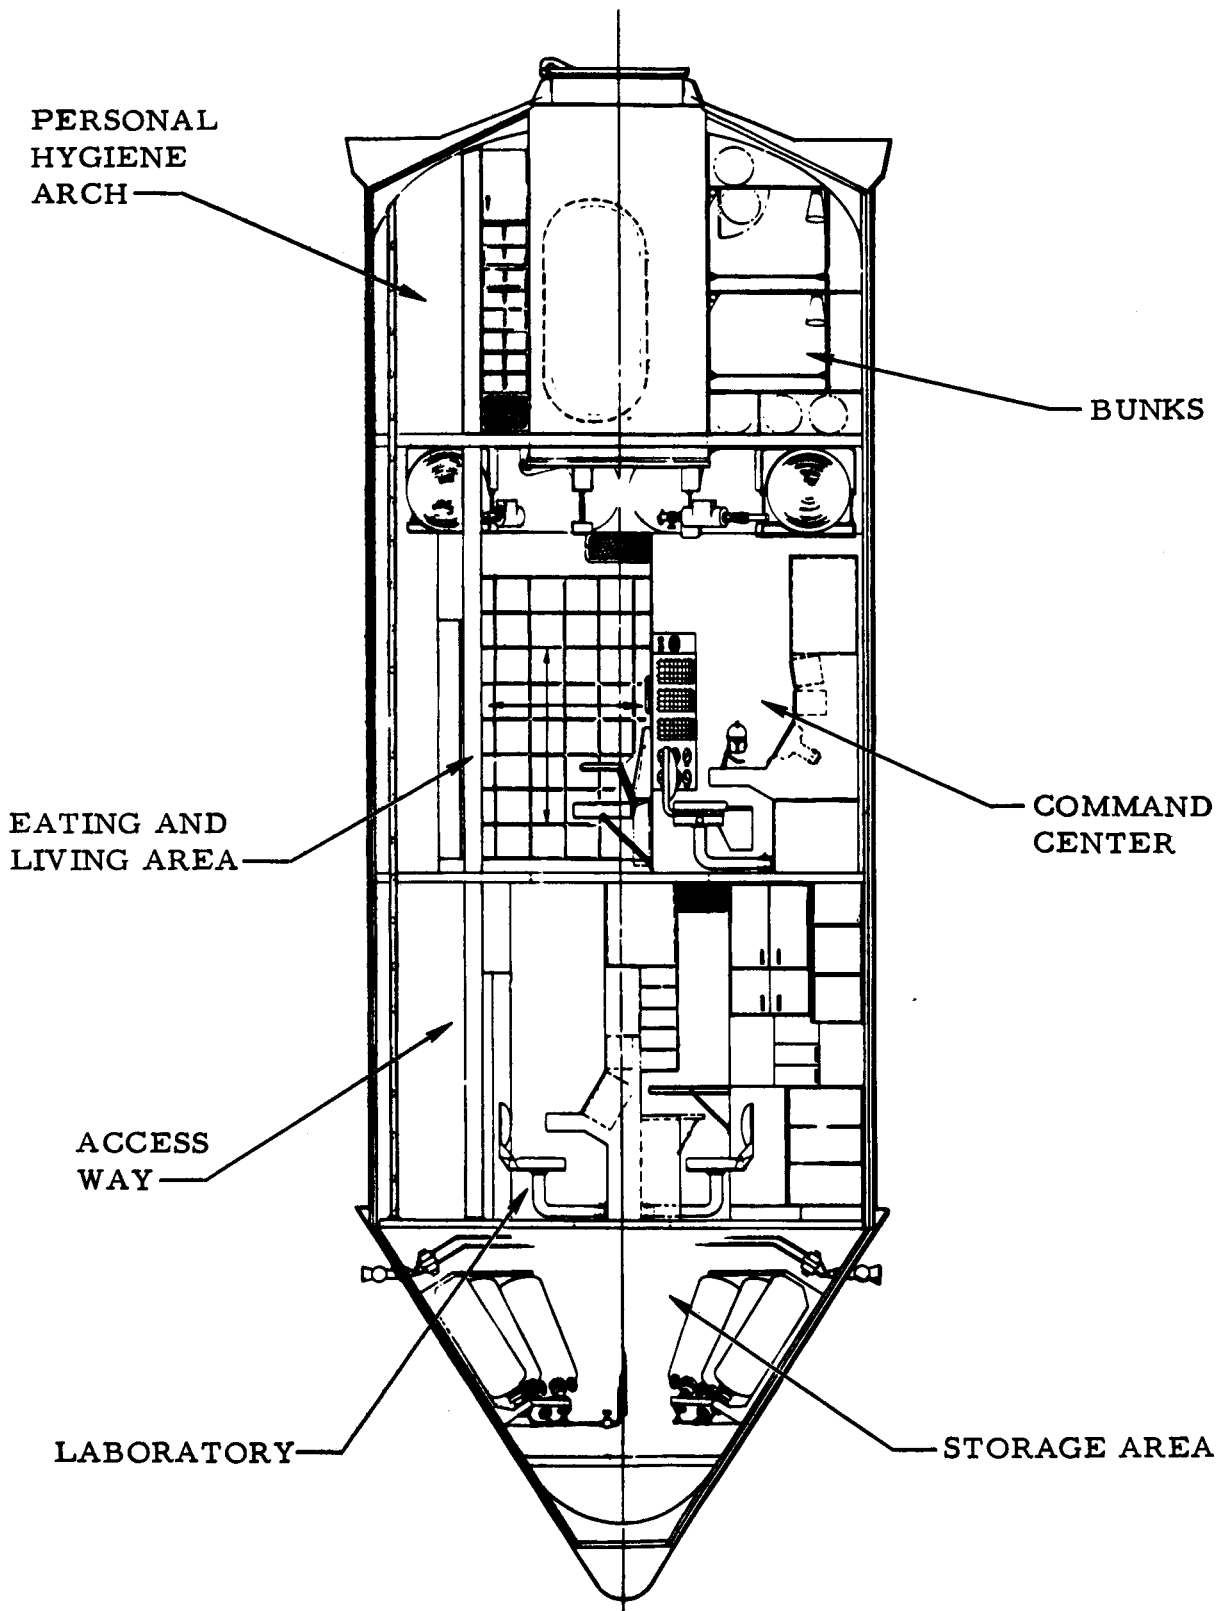 PERSONAL
HYGIENE
ARCH
BUNKS
EATING AND
LIVING AREA
COMMAND
CENTER
ACCESS
WAY
LABORATORY
STORAGE AREA